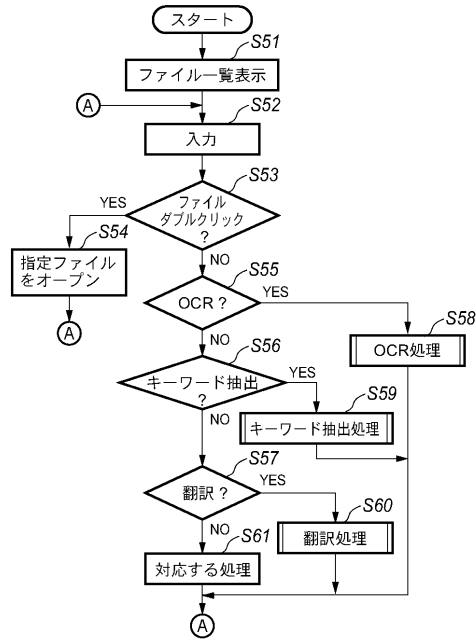 スタート
S51
ファイル一覧表示
A
S52
入力
S53
ファイル
ダブルクリック
?
YES
NO
S54
指定ファイル
をオープン
A
S55
OCR?
YES
NO
S58
OCR処理
S56
キーワード抽出
?
YES
NO
S59
キーワード抽出処理
S57
翻訳?
YES
NO
S60
翻訳処理
S61
対応する処理
A